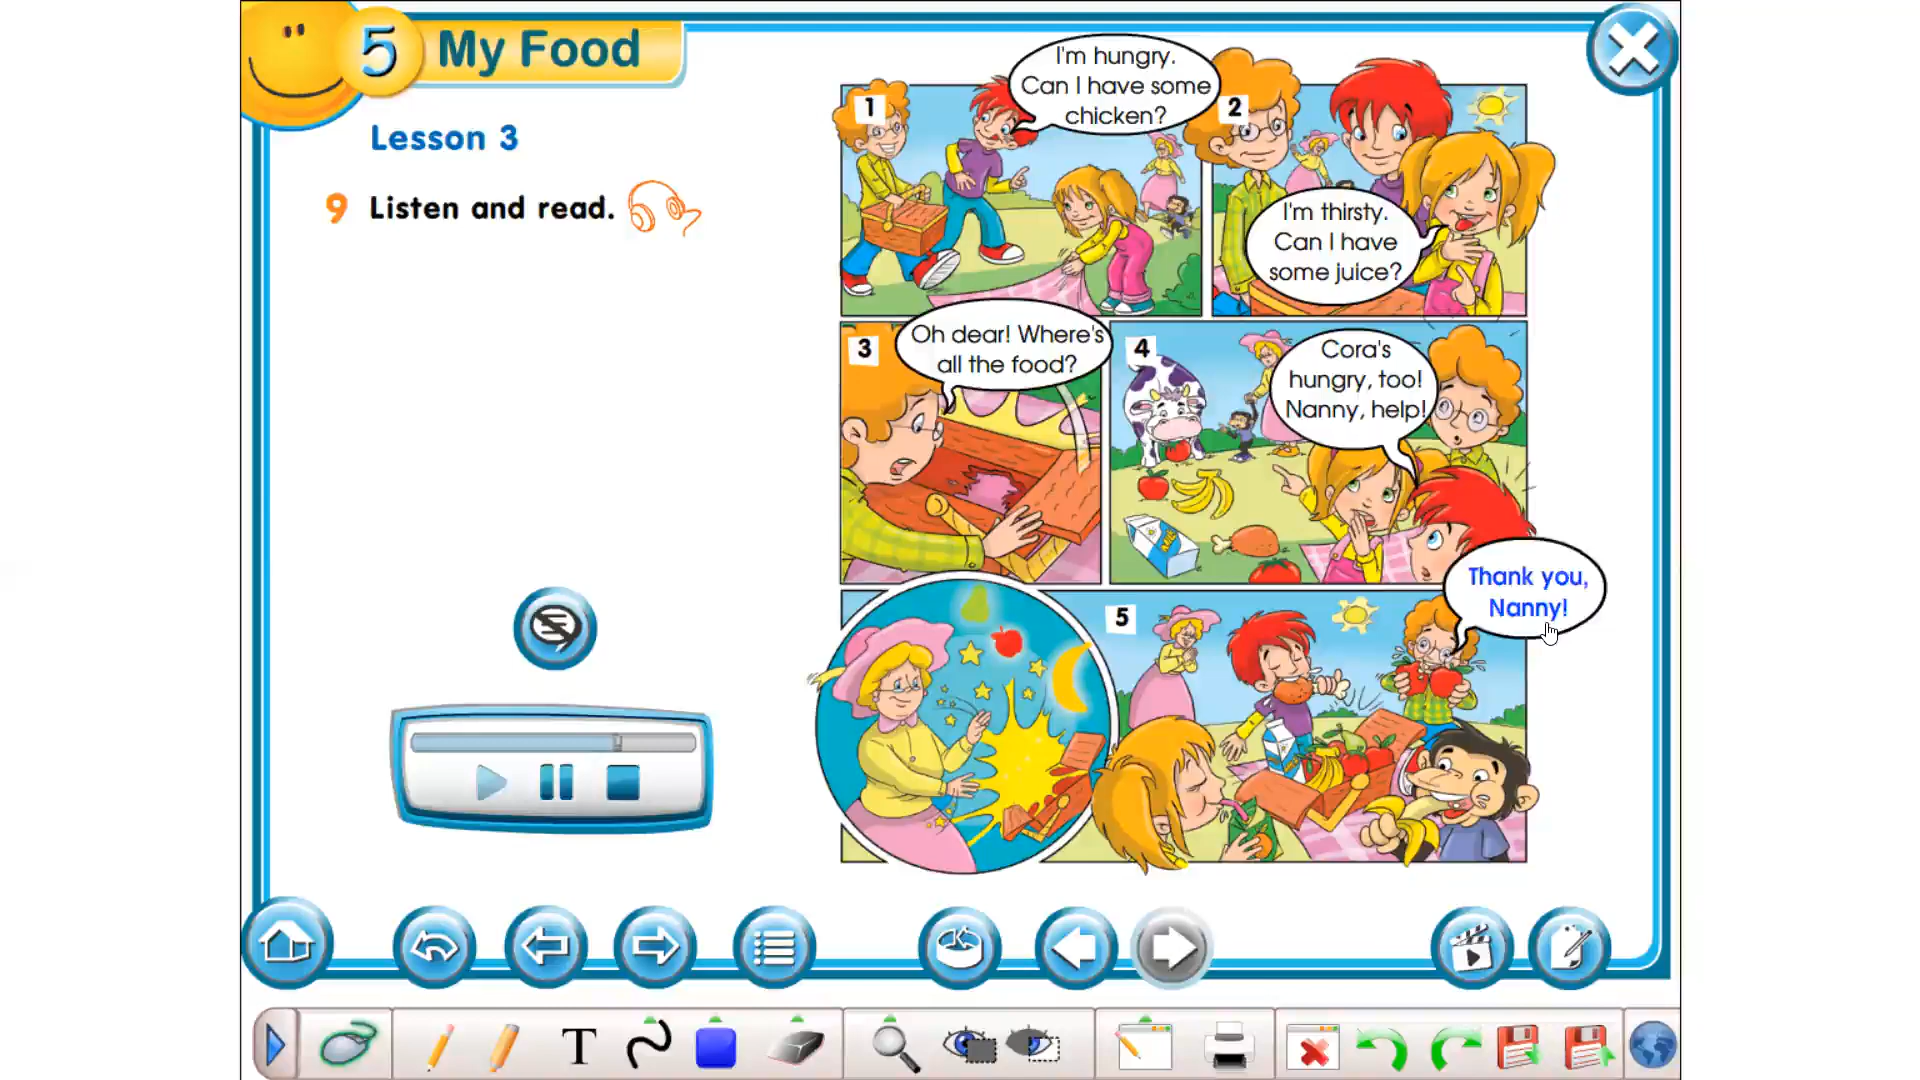 5 My Food
Lesson 3
9 Listen and read.
1
I'm hungry.
Can I have some
chicken?
2
I'm thirsty.
Can I have
some juice?
3
Oh dear! Where's
all the food?
4
Cora's
hungry, too!
Nanny, help!
MILK
5
Thank you,
Nanny!
T